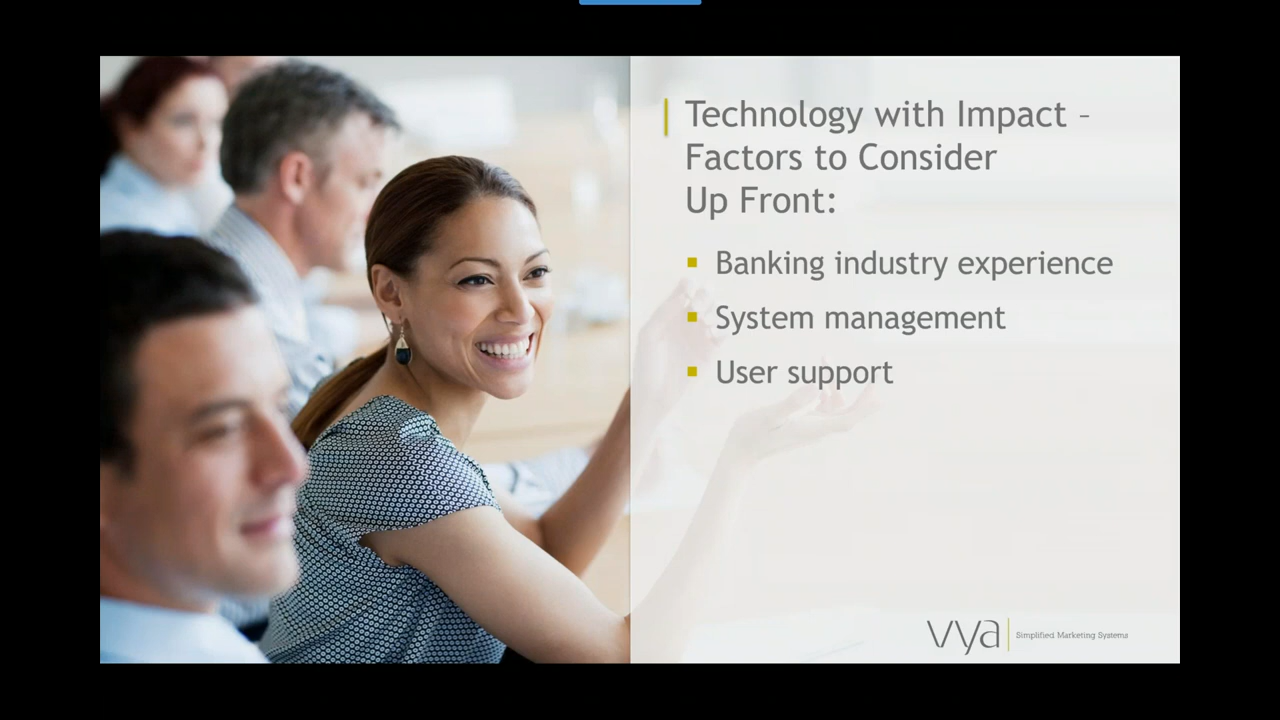 Technology with Impact –
Factors to Consider
Up Front:
Banking industry experience
System management
User support
vya
Simplified Marketing Systems